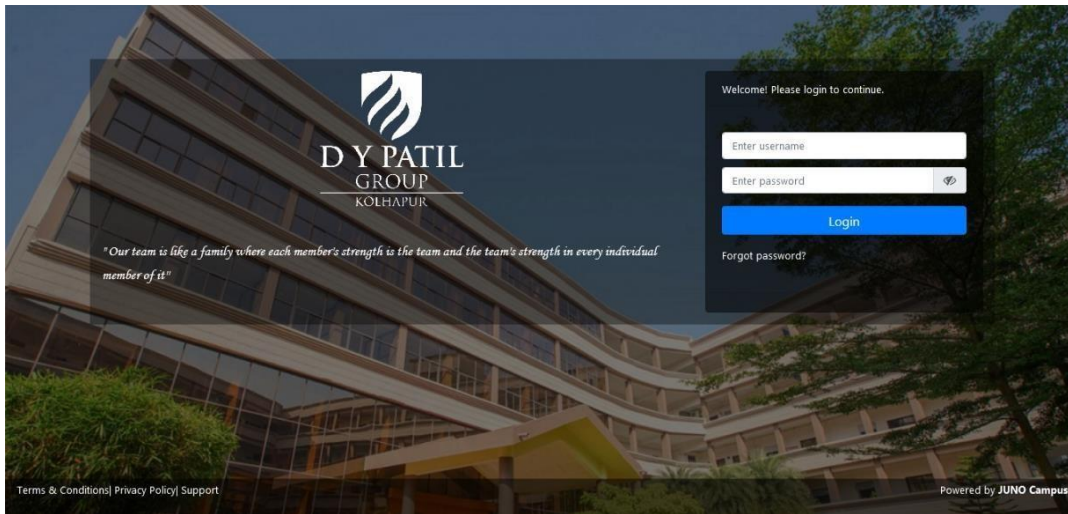 D Y PATIL
GROUP
KOLHAPUR
"Our team is like a family where each member's strength is the team and the team's strength in every individual
member of it"
Welcome! Please login to continue.
Enter username
Enter password
Login
Forgot password?
Terms & Conditions| Privacy Policy| Support
Powered by JUNO Campus